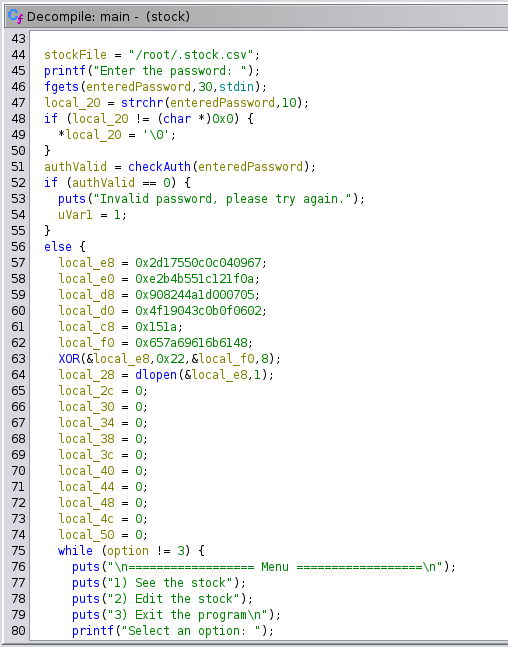 Decompile: main - (stock)
43
44 stockFile = "/root/.stock.csv";
45 printf("Enter the password: ");
46 fgets(enteredPassword,30,stdin);
47 local_20 = strchr(enteredPassword,10);
48 if (local_20 != (char *)0x0) {
49 *local_20 = '\0';
50 }
51 authValid = checkAuth(enteredPassword);
52 if (authValid == 0) {
53 puts("Invalid password, please try again.");
54 uVar1 = 1;
55 }
56 else {
57 local_e8 = 0x2d17550c0c040967;
58 local_e0 = 0xe2b4b551c121f0a;
59 local_d8 = 0x908244a1d000705;
60 local_d0 = 0x4f19043c0b0f0602;
61 local_c8 = 0x151a;
62 local_f0 = 0x657a69616b6148;
63 XOR(&local_e8,0x22,&local_f0,8);
64 local_28 = dlopen(&local_e8,1);
65 local_2c = 0;
66 local_30 = 0;
67 local_34 = 0;
68 local_38 = 0;
69 local_3c = 0;
70 local_40 = 0;
71 local_44 = 0;
72 local_48 = 0;
73 local_4c = 0;
74 local_50 = 0;
75 while (option != 3) {
76 puts("\n================== Menu ==================\n");
77 puts("1) See the stock");
78 puts("2) Edit the stock");
79 puts("3) Exit the program\n");
80 printf("Select an option: ");